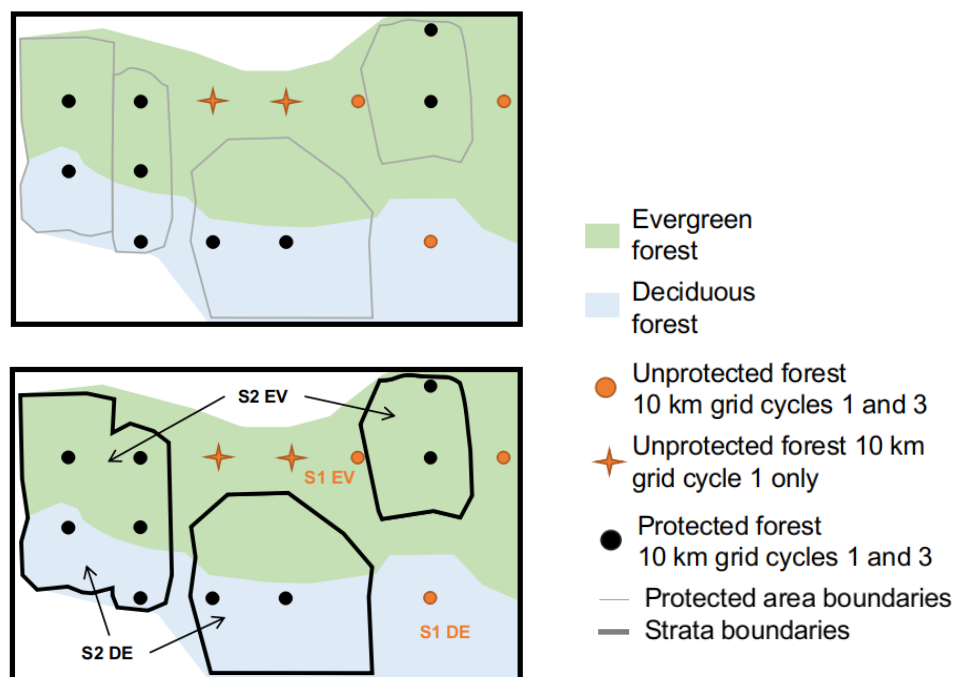 Evergreen
forest
Deciduous
forest
Unprotected forest
10 km grid cycles 1 and 3
Unprotected forest 10 km
grid cycle 1 only
Protected forest
10 km grid cycles 1 and 3
Protected area boundaries
Strata boundaries
S2 EV
S1 EV
S2 DE
S1 DE